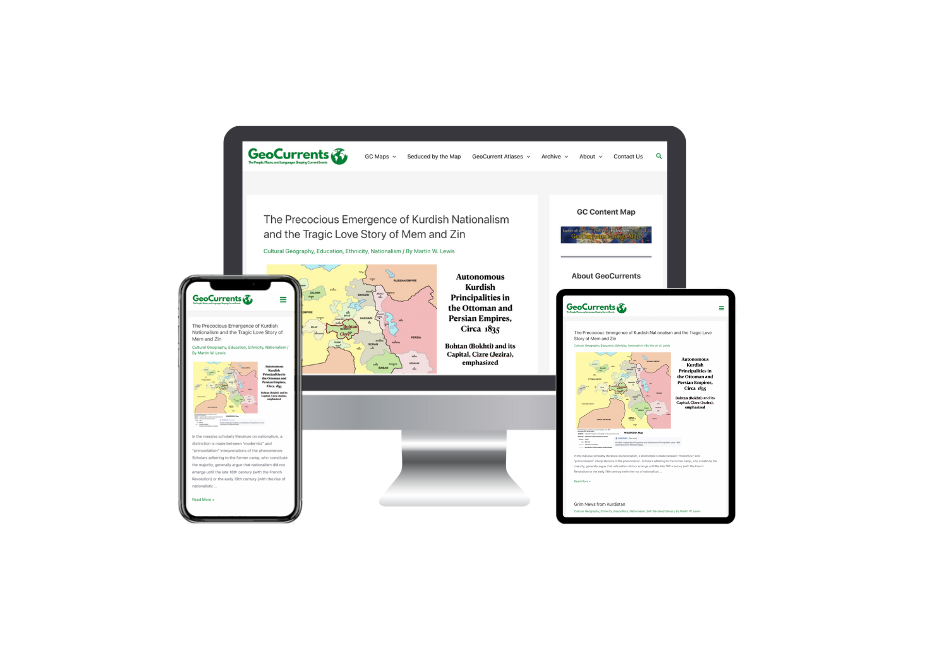 GeoCurrents
The People, Places, and Languages Shaping Current Events
GC Maps
Seduced by the Map
GeoCurrent Atlases
Archive
About
Contact Us
The Precocious Emergence of Kurdish Nationalism
and the Tragic Love Story of Mem and Zin
Cultural Geography, Education, Ethnicity, Nationalism / By Martin W. Lewis
Autonomous
Kurdish
Principalities in
the Ottoman and
Persian Empires,
Circa 1835
Bohtan (Bokhti) and its
Capital, Cizre (Jezira),
emphasized
GC Content Map
About GeoCurrents
GeoCurrents
The Precocious Emergence of Kurdish
Nationalism and the Tragic Love Story of
Mem and Zin
Cultural Geography, Education, Ethnicity, Nationalism /
By Martin W. Lewis
Autonomous
Kurdish
Principalities in
the Ottoman and
Persian Empires,
Circa 1835
Bohtan (Bokhti) and its
Capital, Cizre (Jezira),
emphasized
In the massive scholarly literature on nationalism, a
distinction is made between "modernist" and
"primordialist" interpretations of the phenomenon.
Scholars adhering to the former camp, who constitute
the majority, generally argue that nationalism did not
emerge until the late 18th century (with the French
Revolution) or the early 19th century (with the rise of
nationalistic ...
Read More »
GeoCurrents
The Precocious Emergence of Kurdish Nationalism and the Tragic Love
Story of Mem and Zin
Cultural Geography, Education, Ethnicity, Nationalism / By Martin W. Lewis
Autonomous
Kurdish
Principalities in
the Ottoman and
Persian Empires,
Circa 1835
Bohtan (Bokhti) and its
Capital, Cizre (Jezira),
emphasized
Read More »
Grim News from Kurdistan